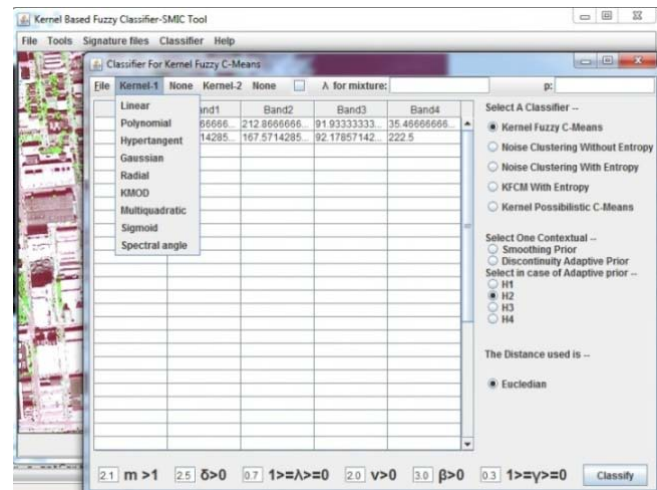 Kernel Based Fuzzy Classifier-SMIC Tool
File Tools Signature files Classifier Help
Classifier For Kernel Fuzzy C-Means
File Kernel-1 None Kernel-2 None λ for mixture: p:
Linear
Polynomial
Hypertangent
Gaussian
Radial
KMOD
Multiquadratic
Sigmoid
Spectral angle
and1 Band2 Band3 Band4
66666... 212.8666666... 91.93333333... 35.46666666...
14285... 167.5714285... 92.17857142... 222.5
Select A Classifier --
Kernel Fuzzy C-Means
Noise Clustering Without Entropy
Noise Clustering With Entropy
KFCM With Entropy
Kernel Possibilistic C-Means
Select One Contextual --
Smoothing Prior
Discontinuity Adaptive Prior
Select in case of Adaptive prior --
H1
H2
H3
H4
The Distance used is --
Eucledian
2.1 m >1 2.5 δ>0 0.7 1>=λ>=0 2.0 v>0 3.0 β>0 0.3 1>=γ>=0 Classify